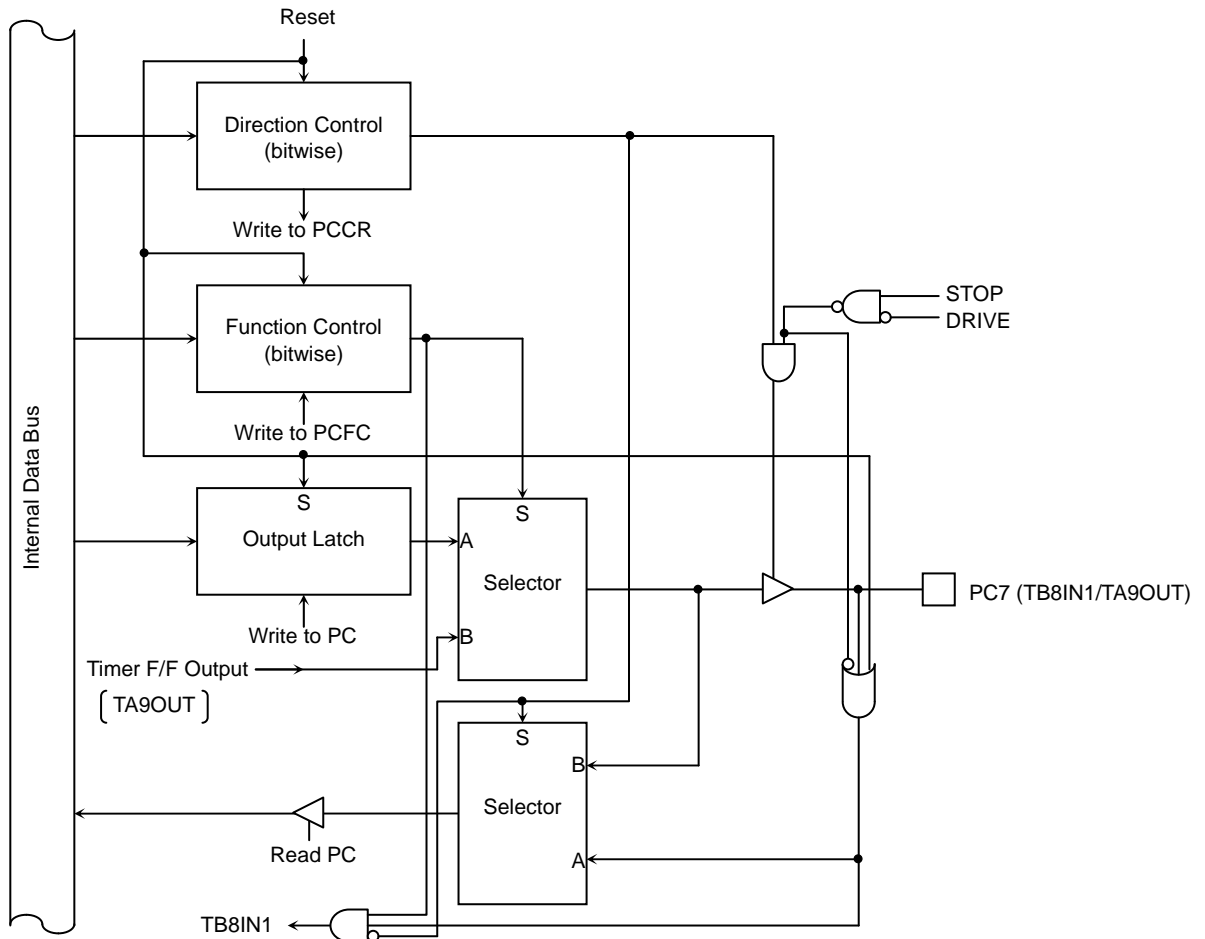 Reset
Direction Control
(bitwise)
Write to PCCR
Function Control
(bitwise)
STOP
DRIVE
Write to PCFC
Internal Data Bus
S
Output Latch
S
A
Selector
B
PC7 (TB8IN1/TA9OUT)
Write to PC
Timer F/F Output
TA9OUT
S
B
Selector
A
Read PC
TB8IN1